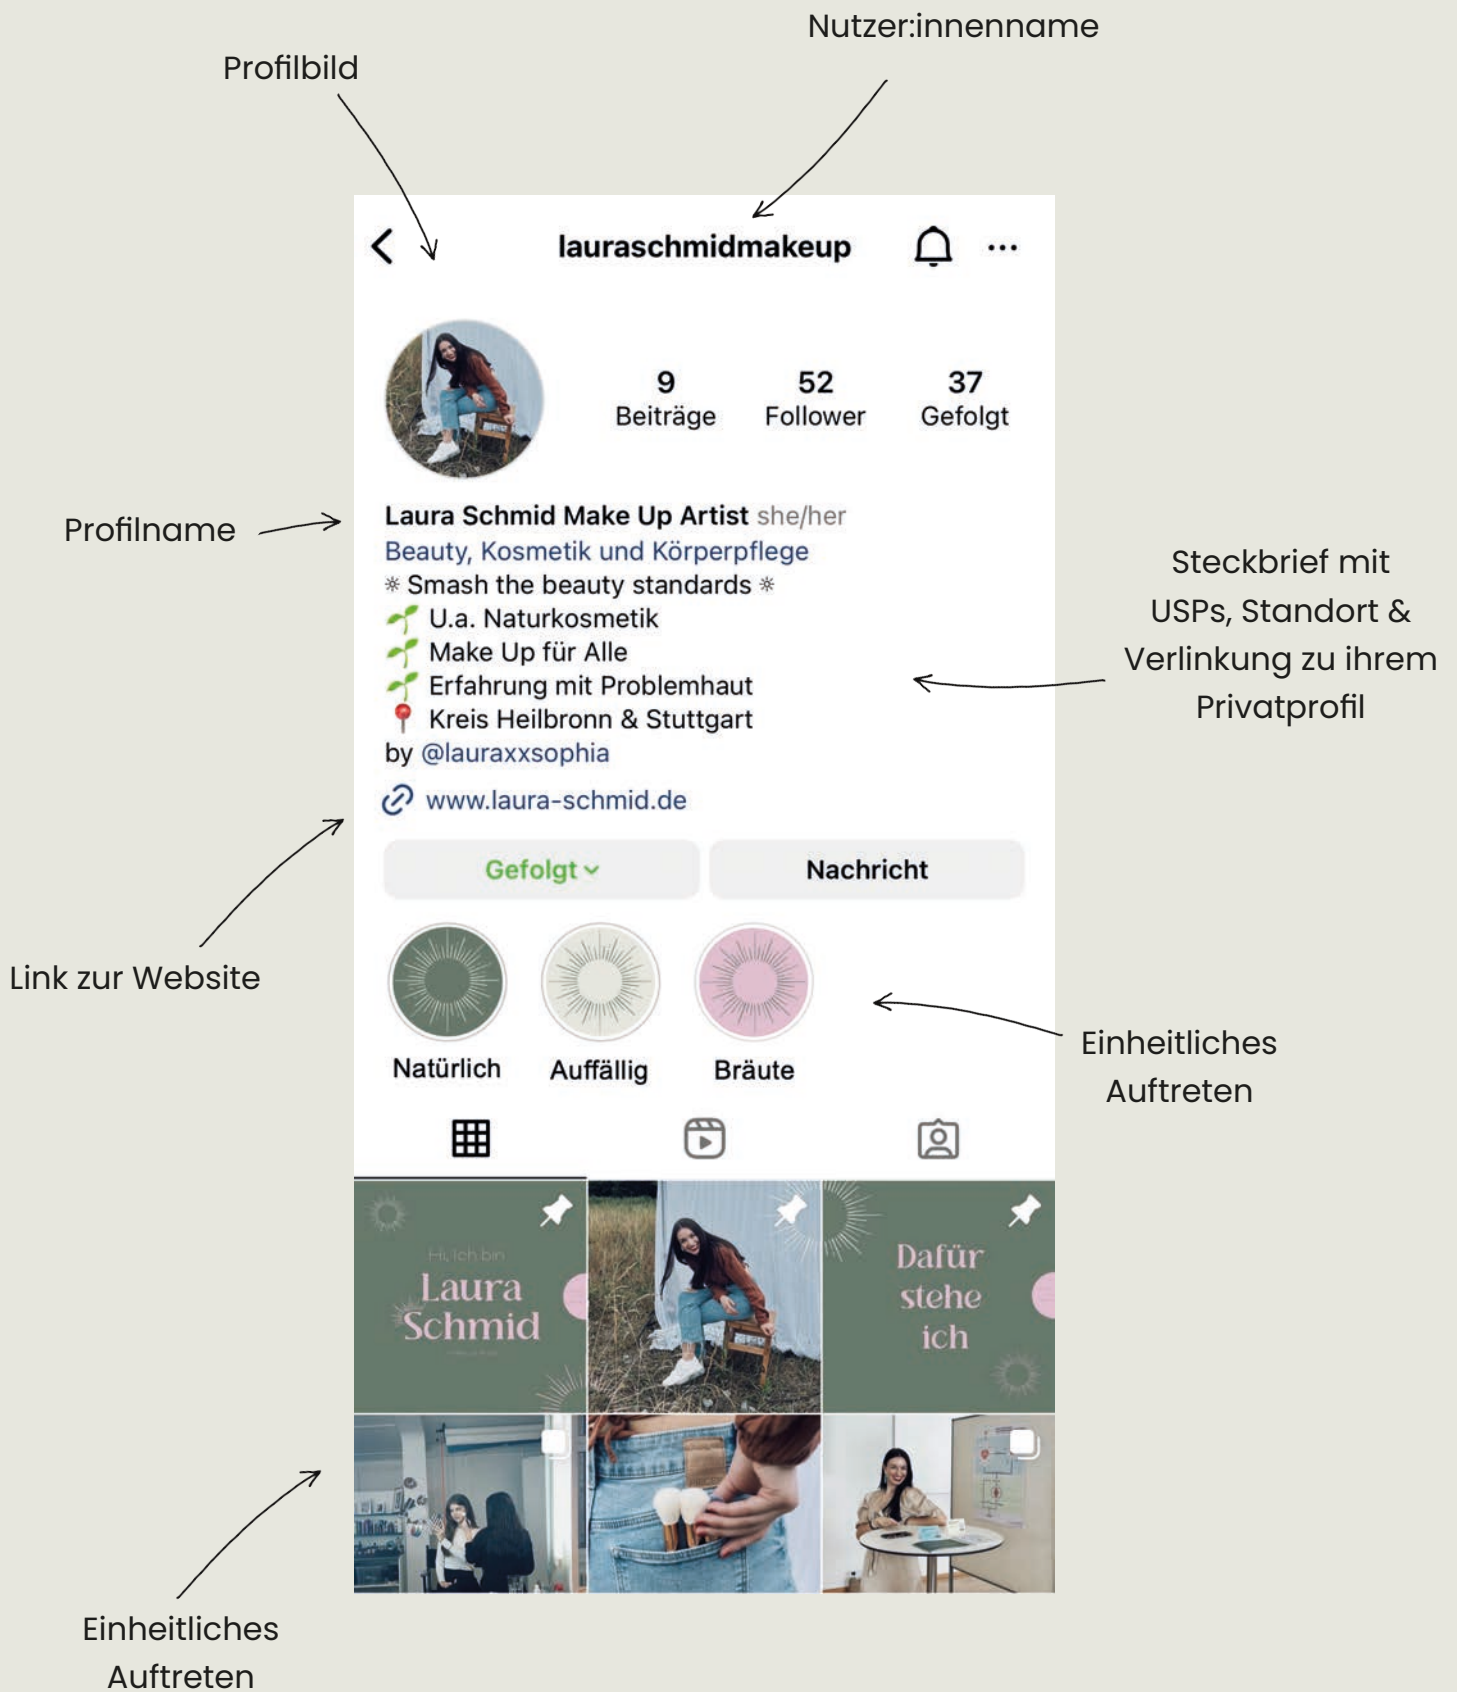 Nutzer:innenname
Profilbild
lauraschmidmakeup
9
Beiträge
52
Follower
37
Gefolgt
Profilname
Laura Schmid Make Up Artist she/her
Beauty, Kosmetik und Körperpflege
☼ Smash the beauty standards ☼
🌱 U.a. Naturkosmetik
🌱 Make Up für Alle
🌱 Erfahrung mit Problemhaut
📍 Kreis Heilbronn & Stuttgart
by @lauraxxsophia
www.laura-schmid.de
Steckbrief mit
USPs, Standort &
Verlinkung zu ihrem
Privatprofil
Gefolgt
Nachricht
Link zur Website
Natürlich
Auffällig
Bräute
Einheitliches
Auftreten
Hi, Ich bin
Laura
Schmid
Dafür
stehe
ich
Einheitliches
Auftreten